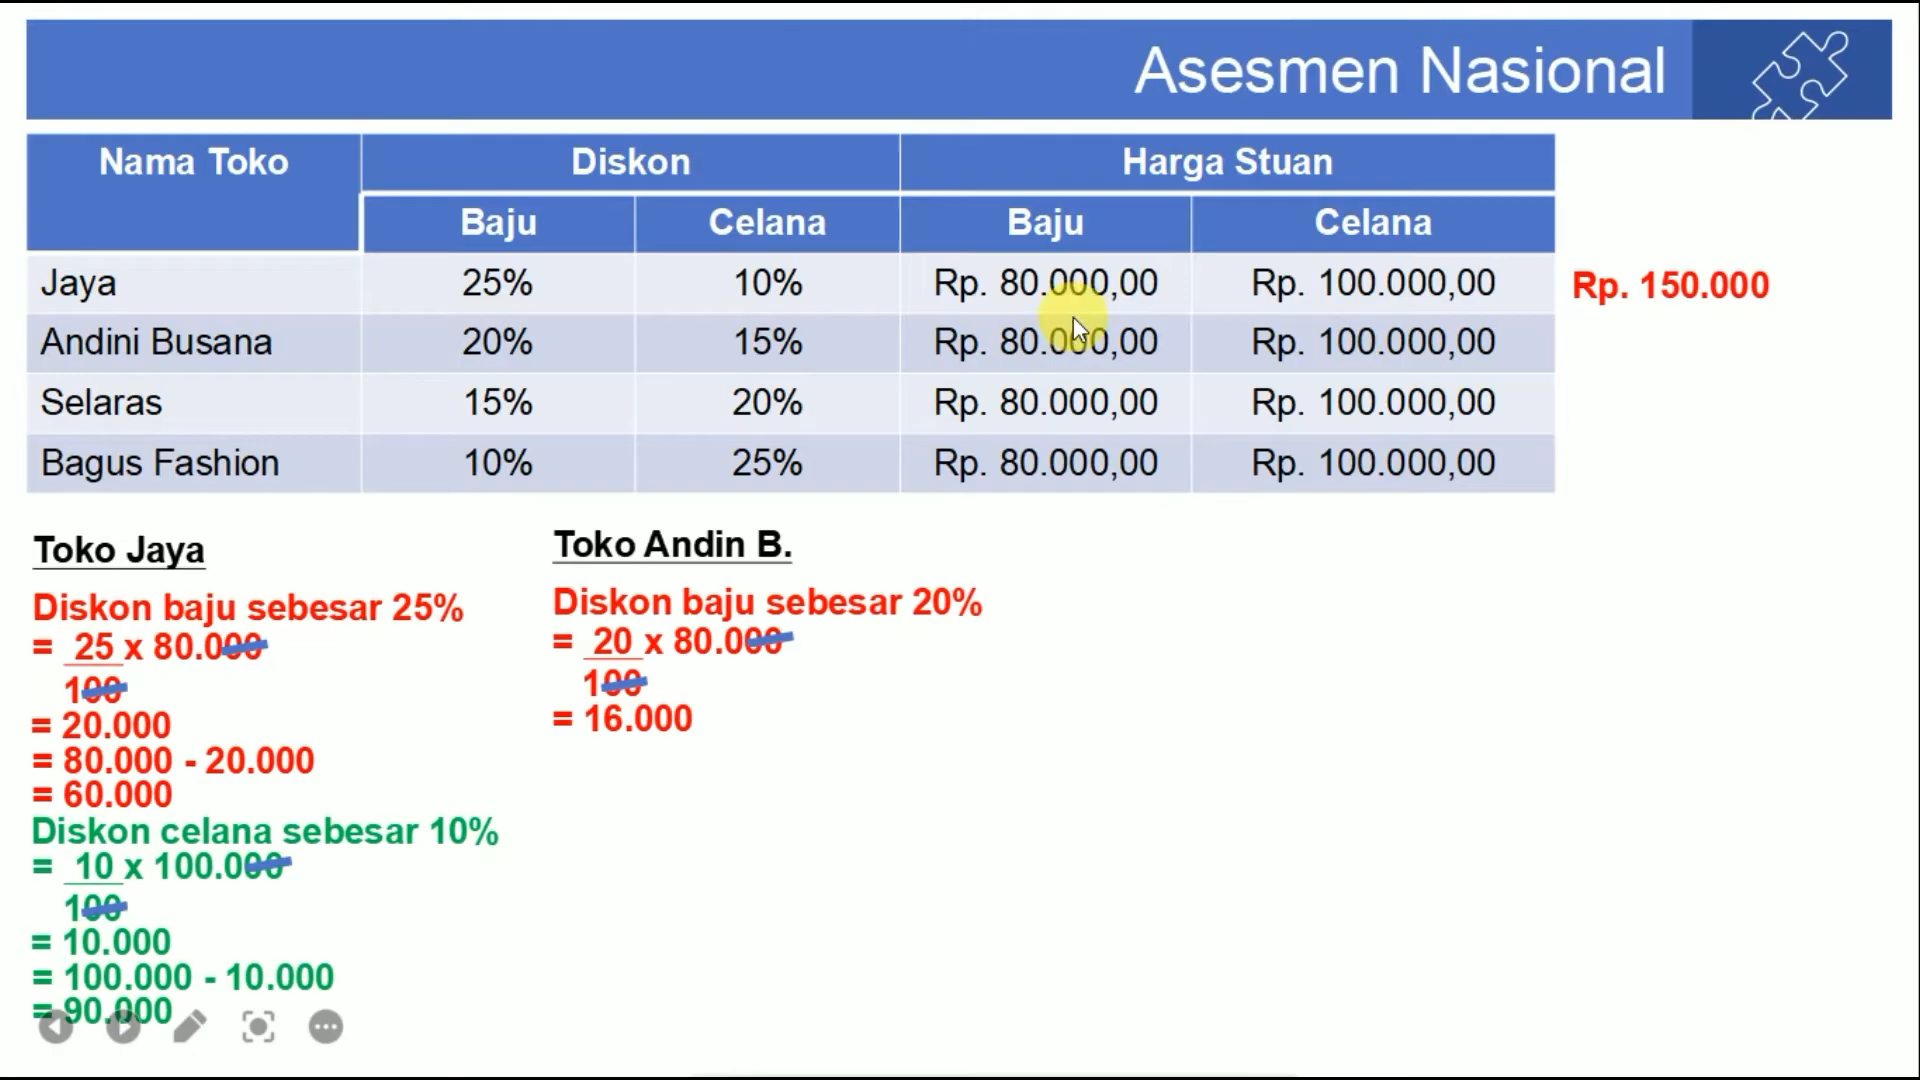 Asesmen Nasional
Nama Toko Diskon Harga Stuan
Baju Celana Baju Celana
Jaya 25% 10% Rp. 80.000,00 Rp. 100.000,00 Rp. 150.000
Andini Busana 20% 15% Rp. 80.000,00 Rp. 100.000,00
Selaras 15% 20% Rp. 80.000,00 Rp. 100.000,00
Bagus Fashion 10% 25% Rp. 80.000,00 Rp. 100.000,00
Toko Jaya
Diskon baju sebesar 25%
= 25 x 80.000
100
= 20.000
= 80.000 - 20.000
= 60.000
Diskon celana sebesar 10%
= 10 x 100.000
100
= 10.000
= 100.000 - 10.000
= 90.000
Toko Andin B.
Diskon baju sebesar 20%
= 20 x 80.000
100
= 16.000